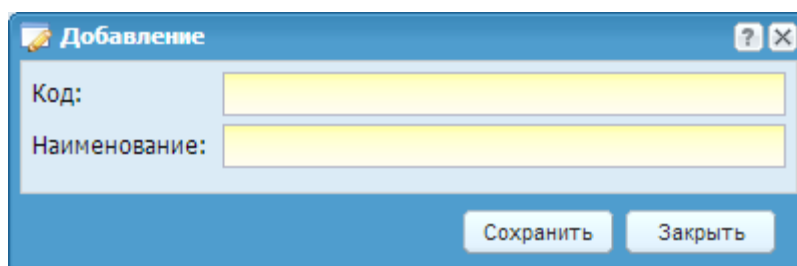 Добавление
Код:
Наименование:
Сохранить Закрыть